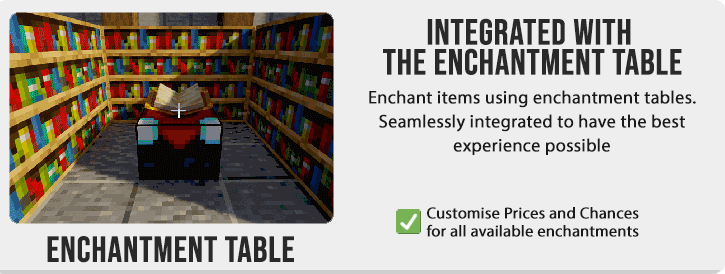 INTEGRATED WITH
THE ENCHANTMENT TABLE
Enchant items using enchantment tables.
Seamlessly integrated to have the best
experience possible
Customise Prices and Chances
for all available enchantments
ENCHANTMENT TABLE